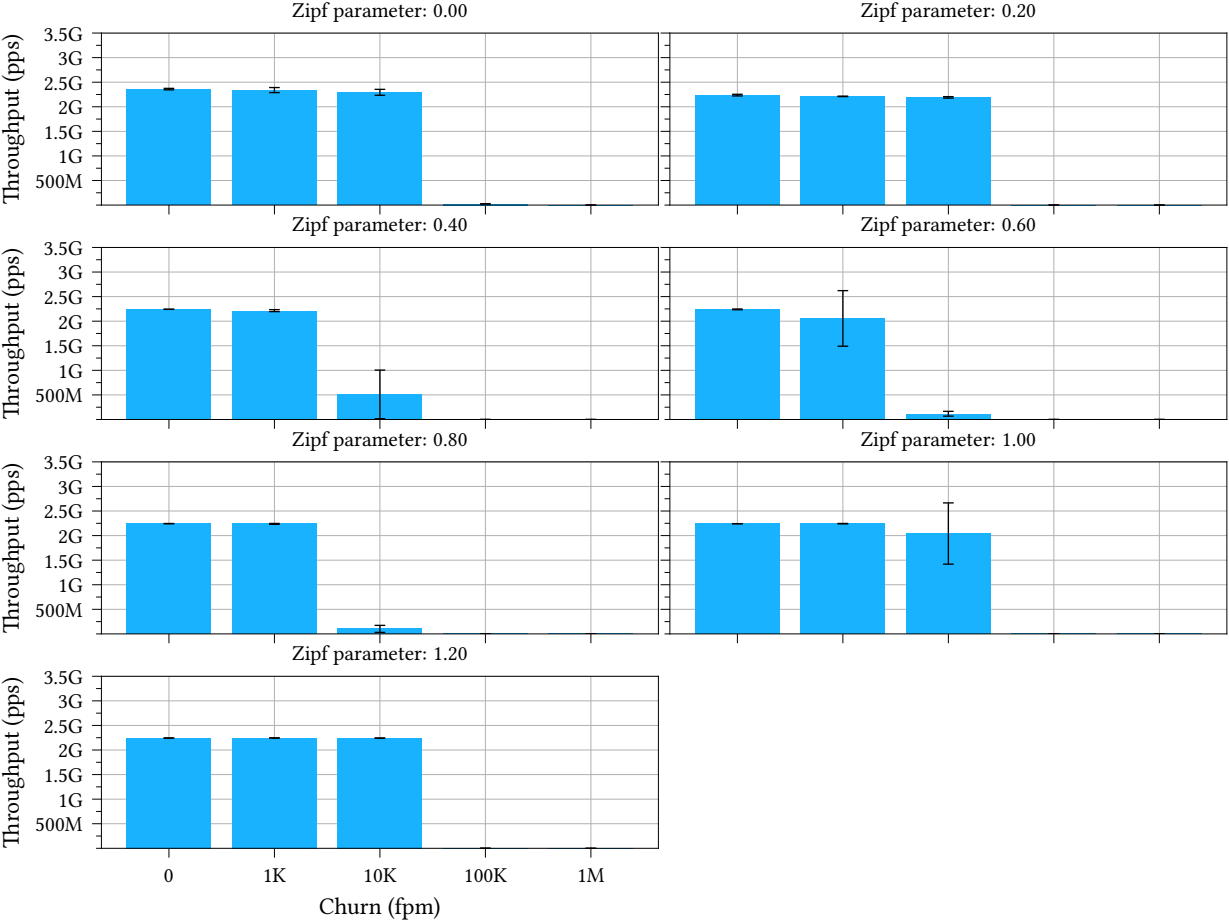 Zipf parameter: 0.00
Zipf parameter: 0.20
Throughput (pps)
3.5G
3G
2.5G
2G
1.5G
1G
500M
Zipf parameter: 0.40
Zipf parameter: 0.60
Throughput (pps)
3.5G
3G
2.5G
2G
1.5G
1G
500M
Zipf parameter: 0.80
Zipf parameter: 1.00
Throughput (pps)
3.5G
3G
2.5G
2G
1.5G
1G
500M
Zipf parameter: 1.20
Throughput (pps)
3.5G
3G
2.5G
2G
1.5G
1G
500M
0 1K 10K 100K 1M
Churn (fpm)